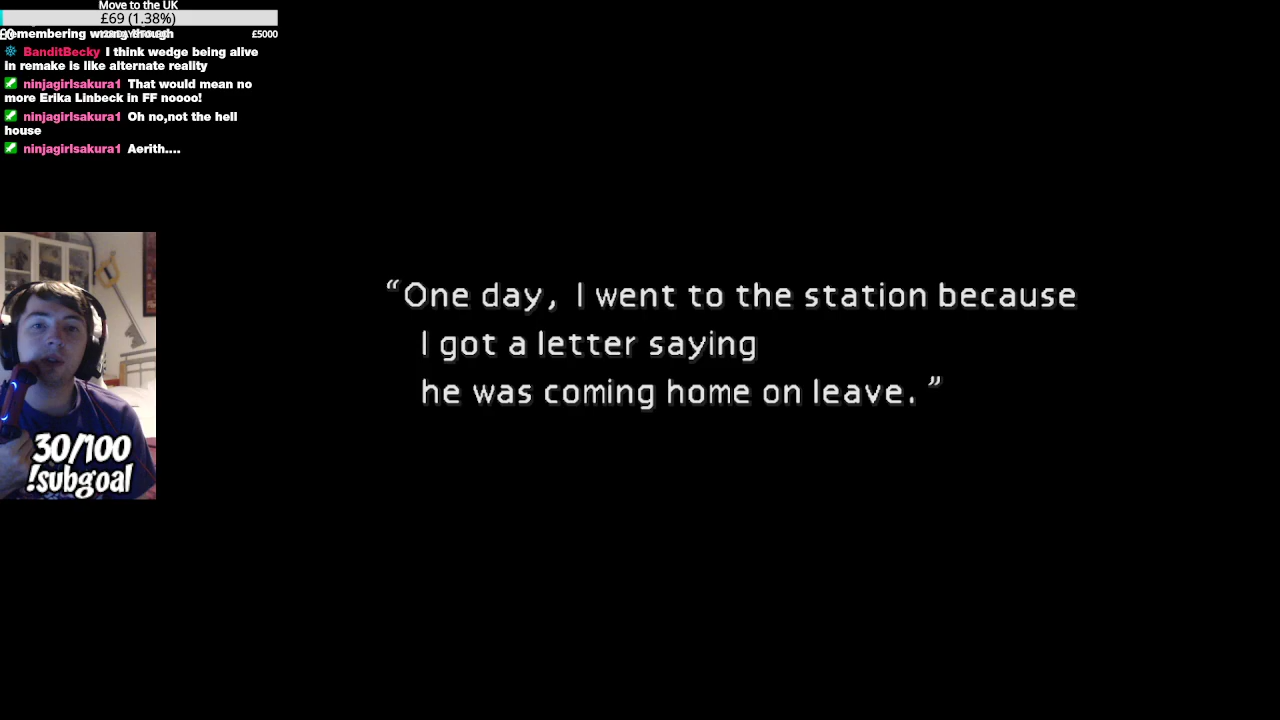 Move to the UK
£69 (1.38%)
remembering wrong though
£5000
BanditBecky I think wedge being alive
in remake is like alternate reality
ninjagirlsakura1 That would mean no
more Erika Linbeck in FF noooo!
ninjagirlsakura1 Oh no,not the hell
house
ninjagirlsakura1 Aerith....
“One day, I went to the station because
I got a letter saying
he was coming home on leave.”
30/100
!subgoal